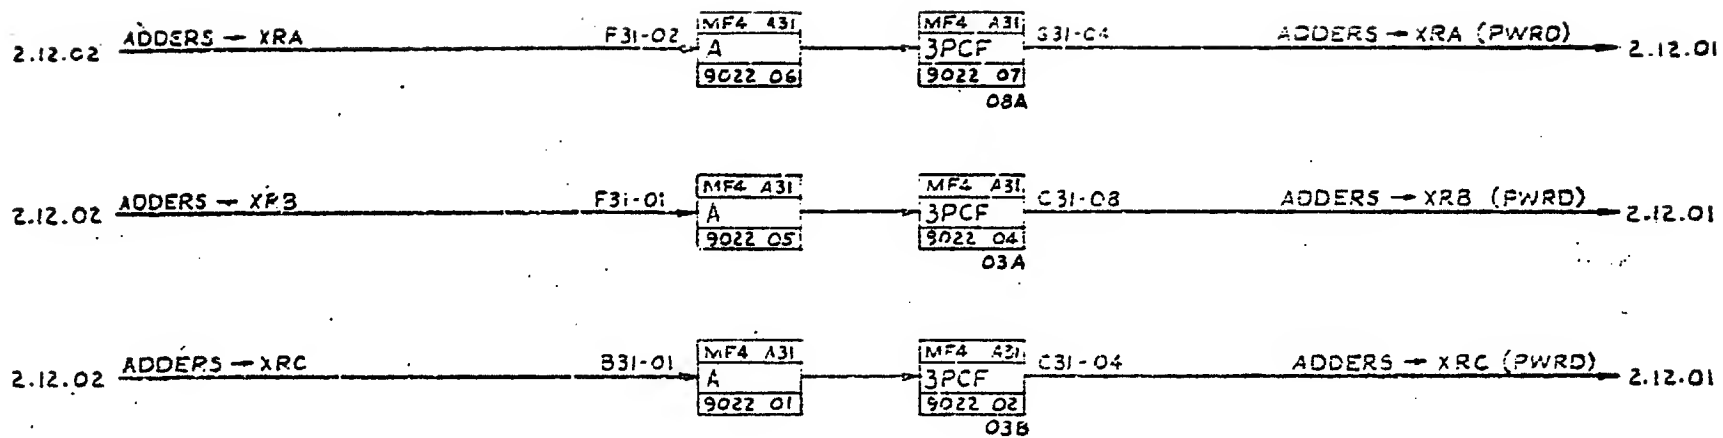 2.12.02 ADDERS → XRA F31-02 MF4 A31 A 9022 06 MF4 A31 3PCF 9022 07 08A G31-04 ADDERS → XRA (PWRD) 2.12.01
2.12.02 ADDERS → XRB F31-01 MF4 A31 A 9022 05 MF4 A31 3PCF 9022 04 03A C31-08 ADDERS → XRB (PWRD) 2.12.01
2.12.02 ADDERS → XRC B31-01 MF4 A31 A 9022 01 MF4 A31 3PCF 9022 02 03B C31-04 ADDERS → XRC (PWRD) 2.12.01